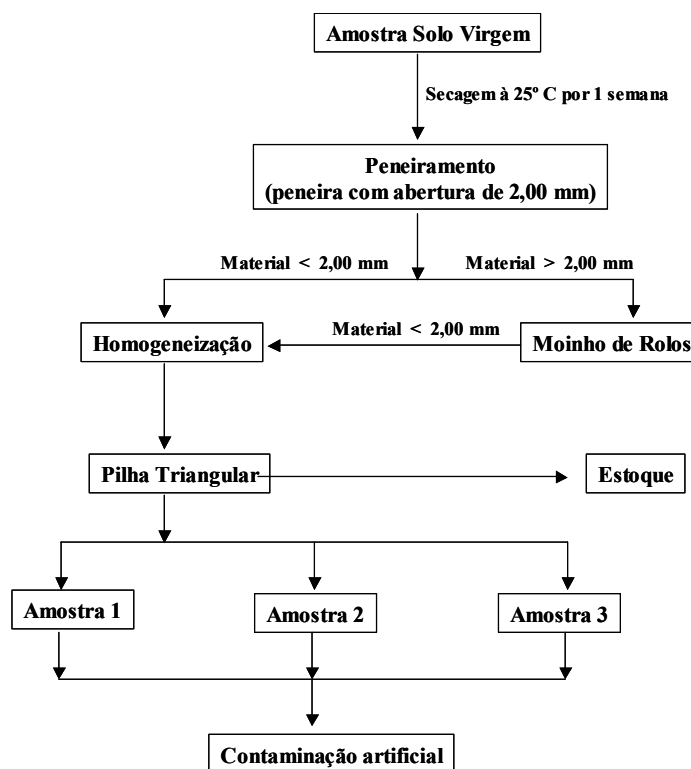 Amostra Solo Virgem
Secagem à 25º C por 1 semana
Peneiramento
(peneira com abertura de 2,00 mm)
Material < 2,00 mm
Material > 2,00 mm
Homogeneização
Material < 2,00 mm
Moinho de Rolos
Pilha Triangular
Estoque
Amostra 1
Amostra 2
Amostra 3
Contaminação artificial